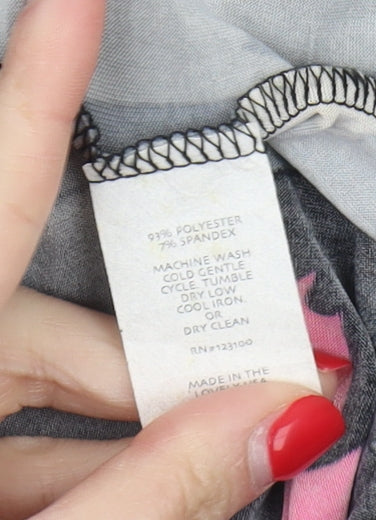 93% POLYESTER
7% SPANDEX
MACHINE WASH
COLD GENTLE
CYCLE. TUMBLE
DRY LOW
COOL IRON.
OR
DRY CLEAN
RN#123100
MADE IN THE
LOVELY USA